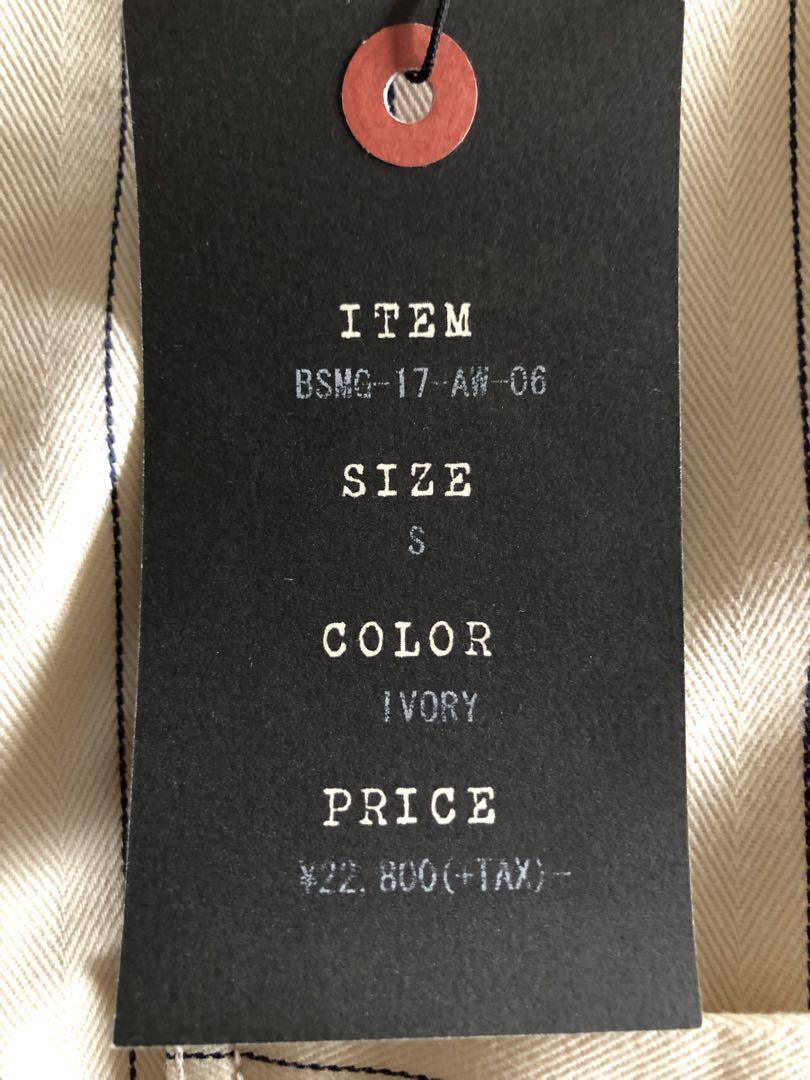 ITEM
BSMG-17-AW-06
SIZE
S
COLOR
IVORY
PRICE
¥22,800(+TAX)-